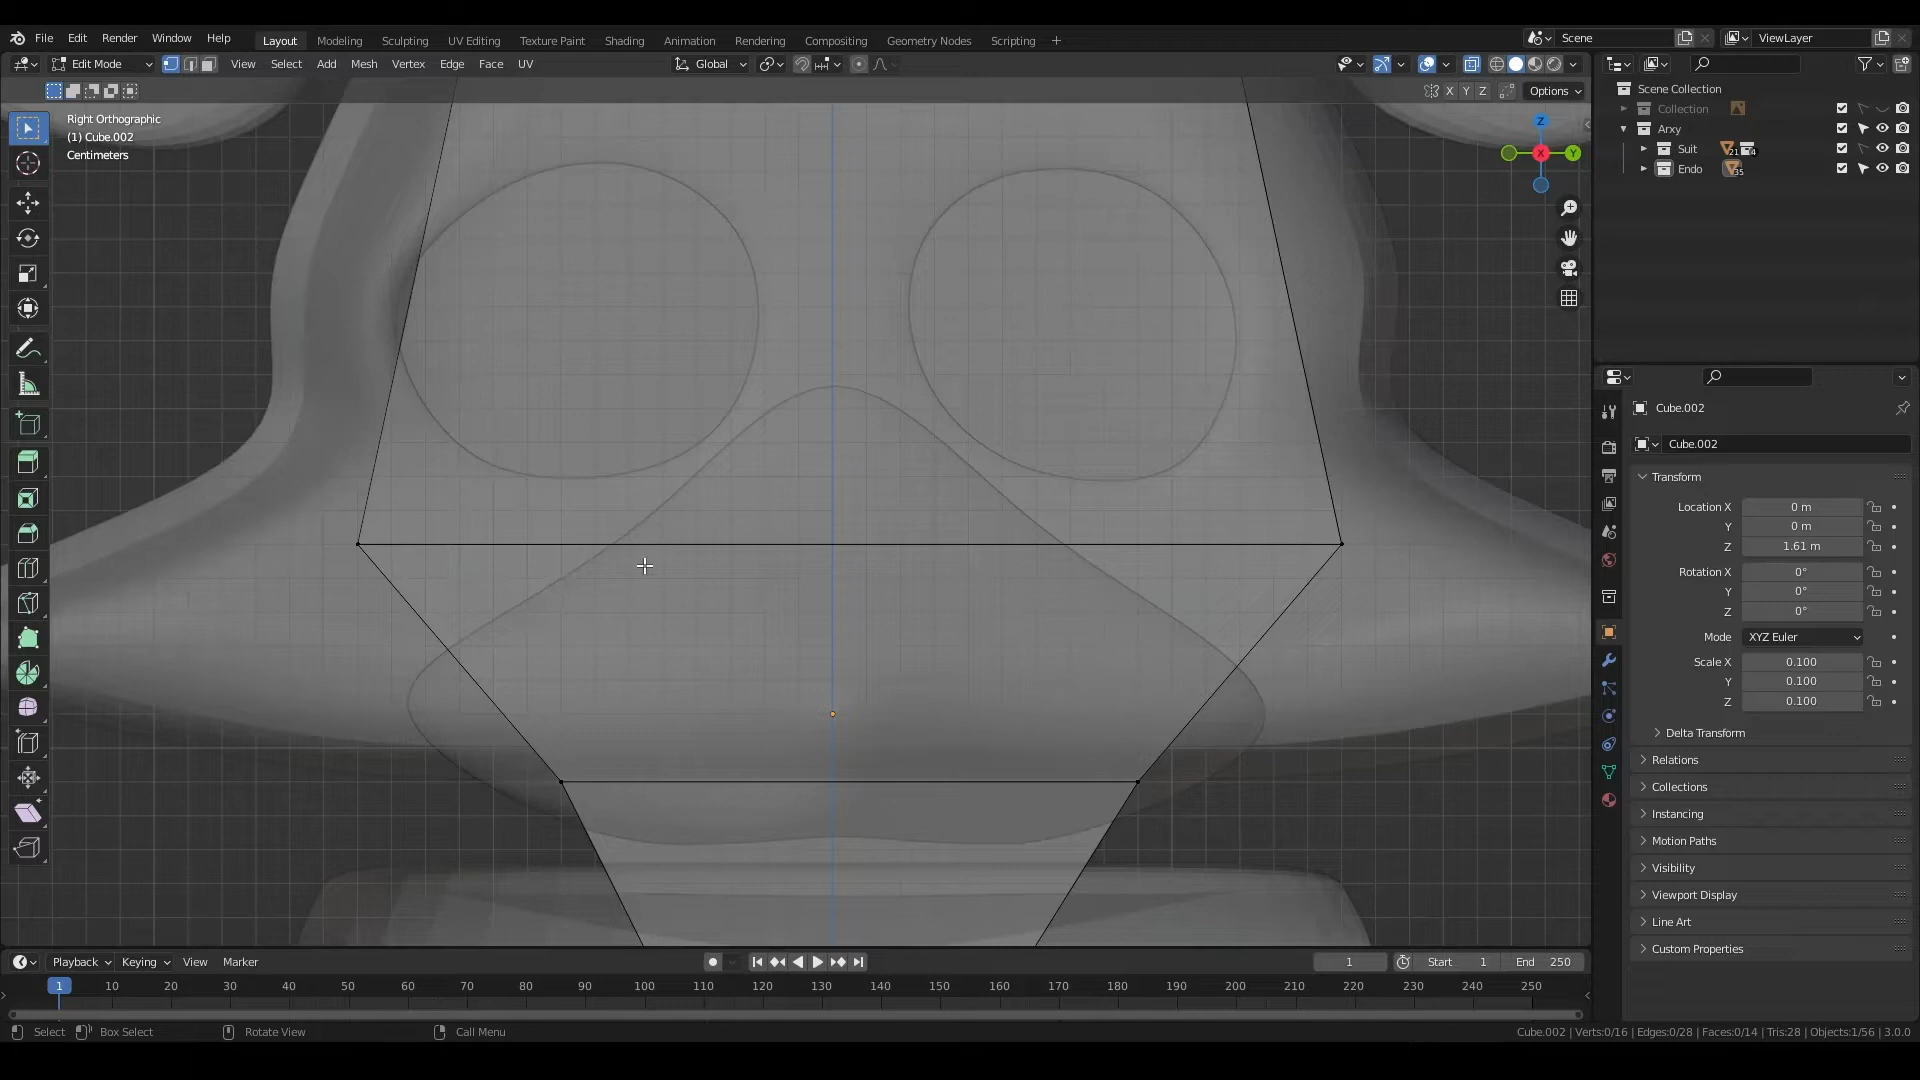 File Edit Render Window Help Layout Modeling Sculpting UV Editing Texture Paint Shading Animation Rendering Compositing Geometry Nodes Scripting + Scene ViewLayer
Edit Mode View Select Add Mesh Vertex Edge Face UV Global
X Y Z Options
Right Orthographic
(1) Cube.002
Centimeters
Z
X
Y
Scene Collection
Collection
Arxy
Suit 21 4
Endo 35
Cube.002
Cube.002
Transform
Location X 0 m
Y 0 m
Z 1.61 m
Rotation X 0°
Y 0°
Z 0°
Mode XYZ Euler
Scale X 0.100
Y 0.100
Z 0.100
Delta Transform
Relations
Collections
Instancing
Motion Paths
Visibility
Viewport Display
Line Art
Custom Properties
Playback Keying View Marker 1 Start 1 End 250
1 10 20 30 40 50 60 70 80 90 100 110 120 130 140 150 160 170 180 190 200 210 220 230 240 250
Select Box Select Rotate View Call Menu Cube.002 | Verts:0/16 | Edges:0/28 | Faces:0/14 | Tris:28 | Objects:1/56 | 3.0.0